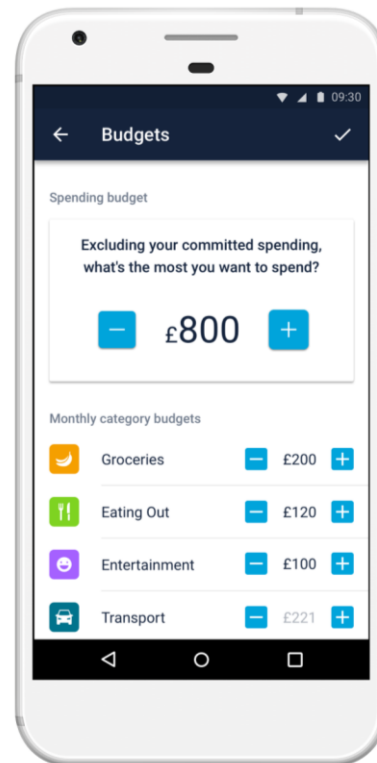 09:30
Budgets
Spending budget
Excluding your committed spending,
what's the most you want to spend?
£800
Monthly category budgets
Groceries £200
Eating Out £120
Entertainment £100
Transport £221